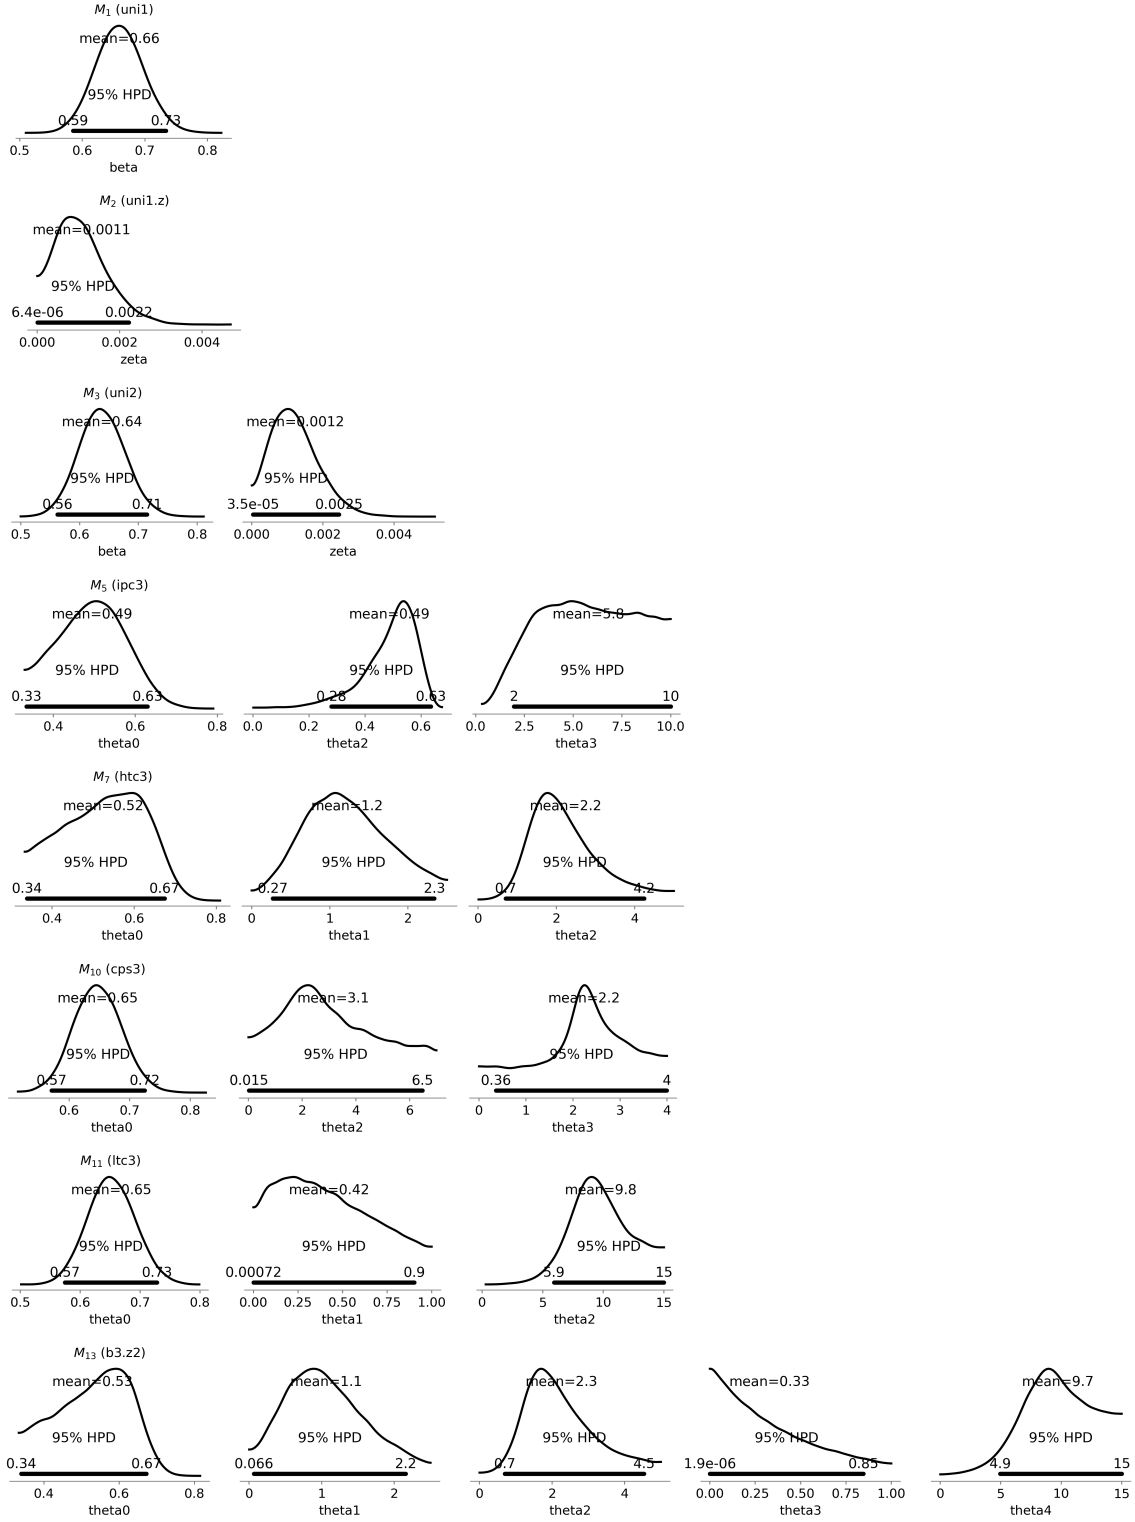 M1 (uni1)
mean=0.66
95% HPD
0.59 0.73
0.5 0.6 0.7 0.8
beta
M2 (uni1.z)
mean=0.0011
95% HPD
6.4e-06 0.0022
0.000 0.002 0.004
zeta
M3 (uni2)
mean=0.64 mean=0.0012
95% HPD 95% HPD
0.56 0.71 3.5e-05 0.0025
0.5 0.6 0.7 0.8 0.000 0.002 0.004
beta zeta
M5 (ipc3)
mean=0.49 mean=0.49 mean=5.8
95% HPD 95% HPD 95% HPD
0.33 0.63 0.28 0.63 2 10
0.4 0.6 0.8 0.0 0.2 0.4 0.6 0.0 2.5 5.0 7.5 10.0
theta0 theta2 theta3
M7 (htc3)
mean=0.52 mean=1.2 mean=2.2
95% HPD 95% HPD 95% HPD
0.34 0.67 0.27 2.3 0.7 4.2
0.4 0.6 0.8 0 1 2 0 2 4
theta0 theta1 theta2
M10 (cps3)
mean=0.65 mean=3.1 mean=2.2
95% HPD 95% HPD 95% HPD
0.57 0.72 0.015 6.5 0.36 4
0.6 0.7 0.8 0 2 4 6 0 1 2 3 4
theta0 theta2 theta3
M11 (ltc3)
mean=0.65 mean=0.42 mean=9.8
95% HPD 95% HPD 95% HPD
0.57 0.73 0.00072 0.9 5.9 15
0.5 0.6 0.7 0.8 0.00 0.25 0.50 0.75 1.00 0 5 10 15
theta0 theta1 theta2
M13 (b3.z2)
mean=0.53 mean=1.1 mean=2.3 mean=0.33 mean=9.7
95% HPD 95% HPD 95% HPD 95% HPD 95% HPD
0.34 0.67 0.066 2.2 0.7 4.5 1.9e-06 0.85 4.9 15
0.4 0.6 0.8 0 1 2 0 2 4 0.00 0.25 0.50 0.75 1.00 0 5 10 15
theta0 theta1 theta2 theta3 theta4